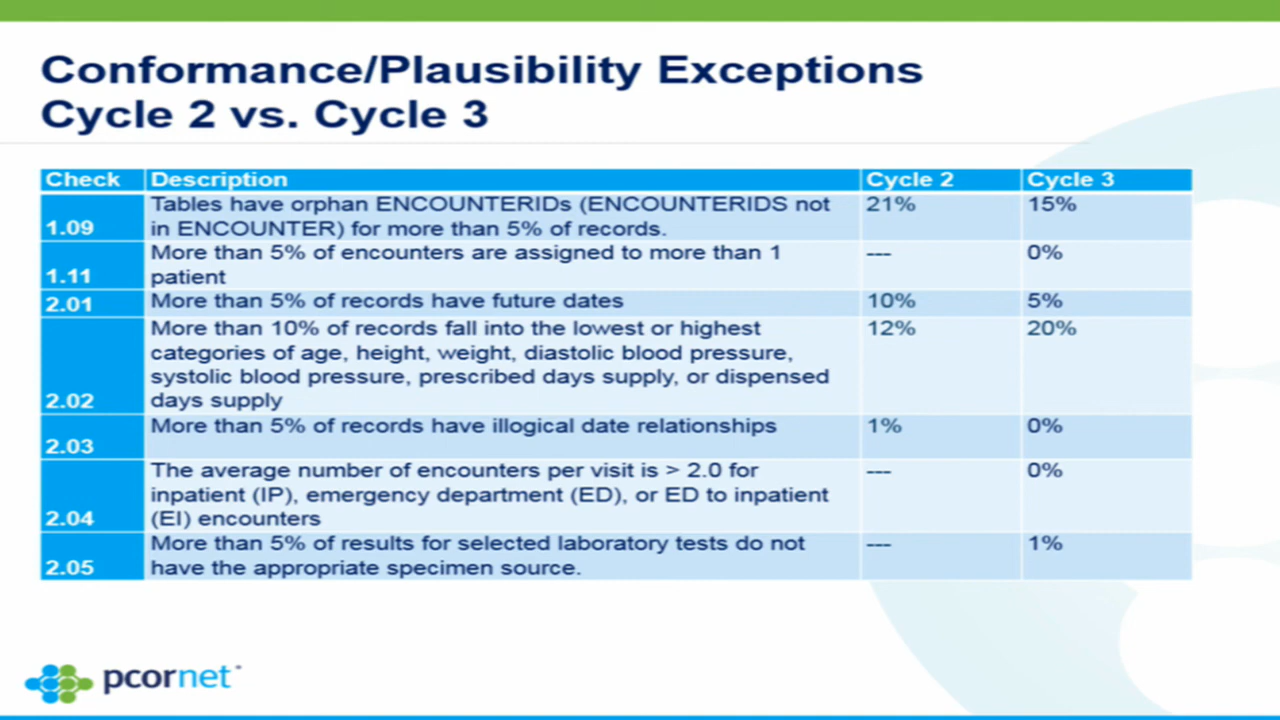 Conformance/Plausibility Exceptions
Cycle 2 vs. Cycle 3
Check Description Cycle 2 Cycle 3
1.09 Tables have orphan ENCOUNTERIDs (ENCOUNTERIDS not 21% 15%
in ENCOUNTER) for more than 5% of records.
1.11 More than 5% of encounters are assigned to more than 1 --- 0%
patient
2.01 More than 5% of records have future dates 10% 5%
2.02 More than 10% of records fall into the lowest or highest 12% 20%
categories of age, height, weight, diastolic blood pressure,
systolic blood pressure, prescribed days supply, or dispensed
days supply
2.03 More than 5% of records have illogical date relationships 1% 0%
2.04 The average number of encounters per visit is > 2.0 for --- 0%
inpatient (IP), emergency department (ED), or ED to inpatient
(EI) encounters
2.05 More than 5% of results for selected laboratory tests do not --- 1%
have the appropriate specimen source.
pcornet